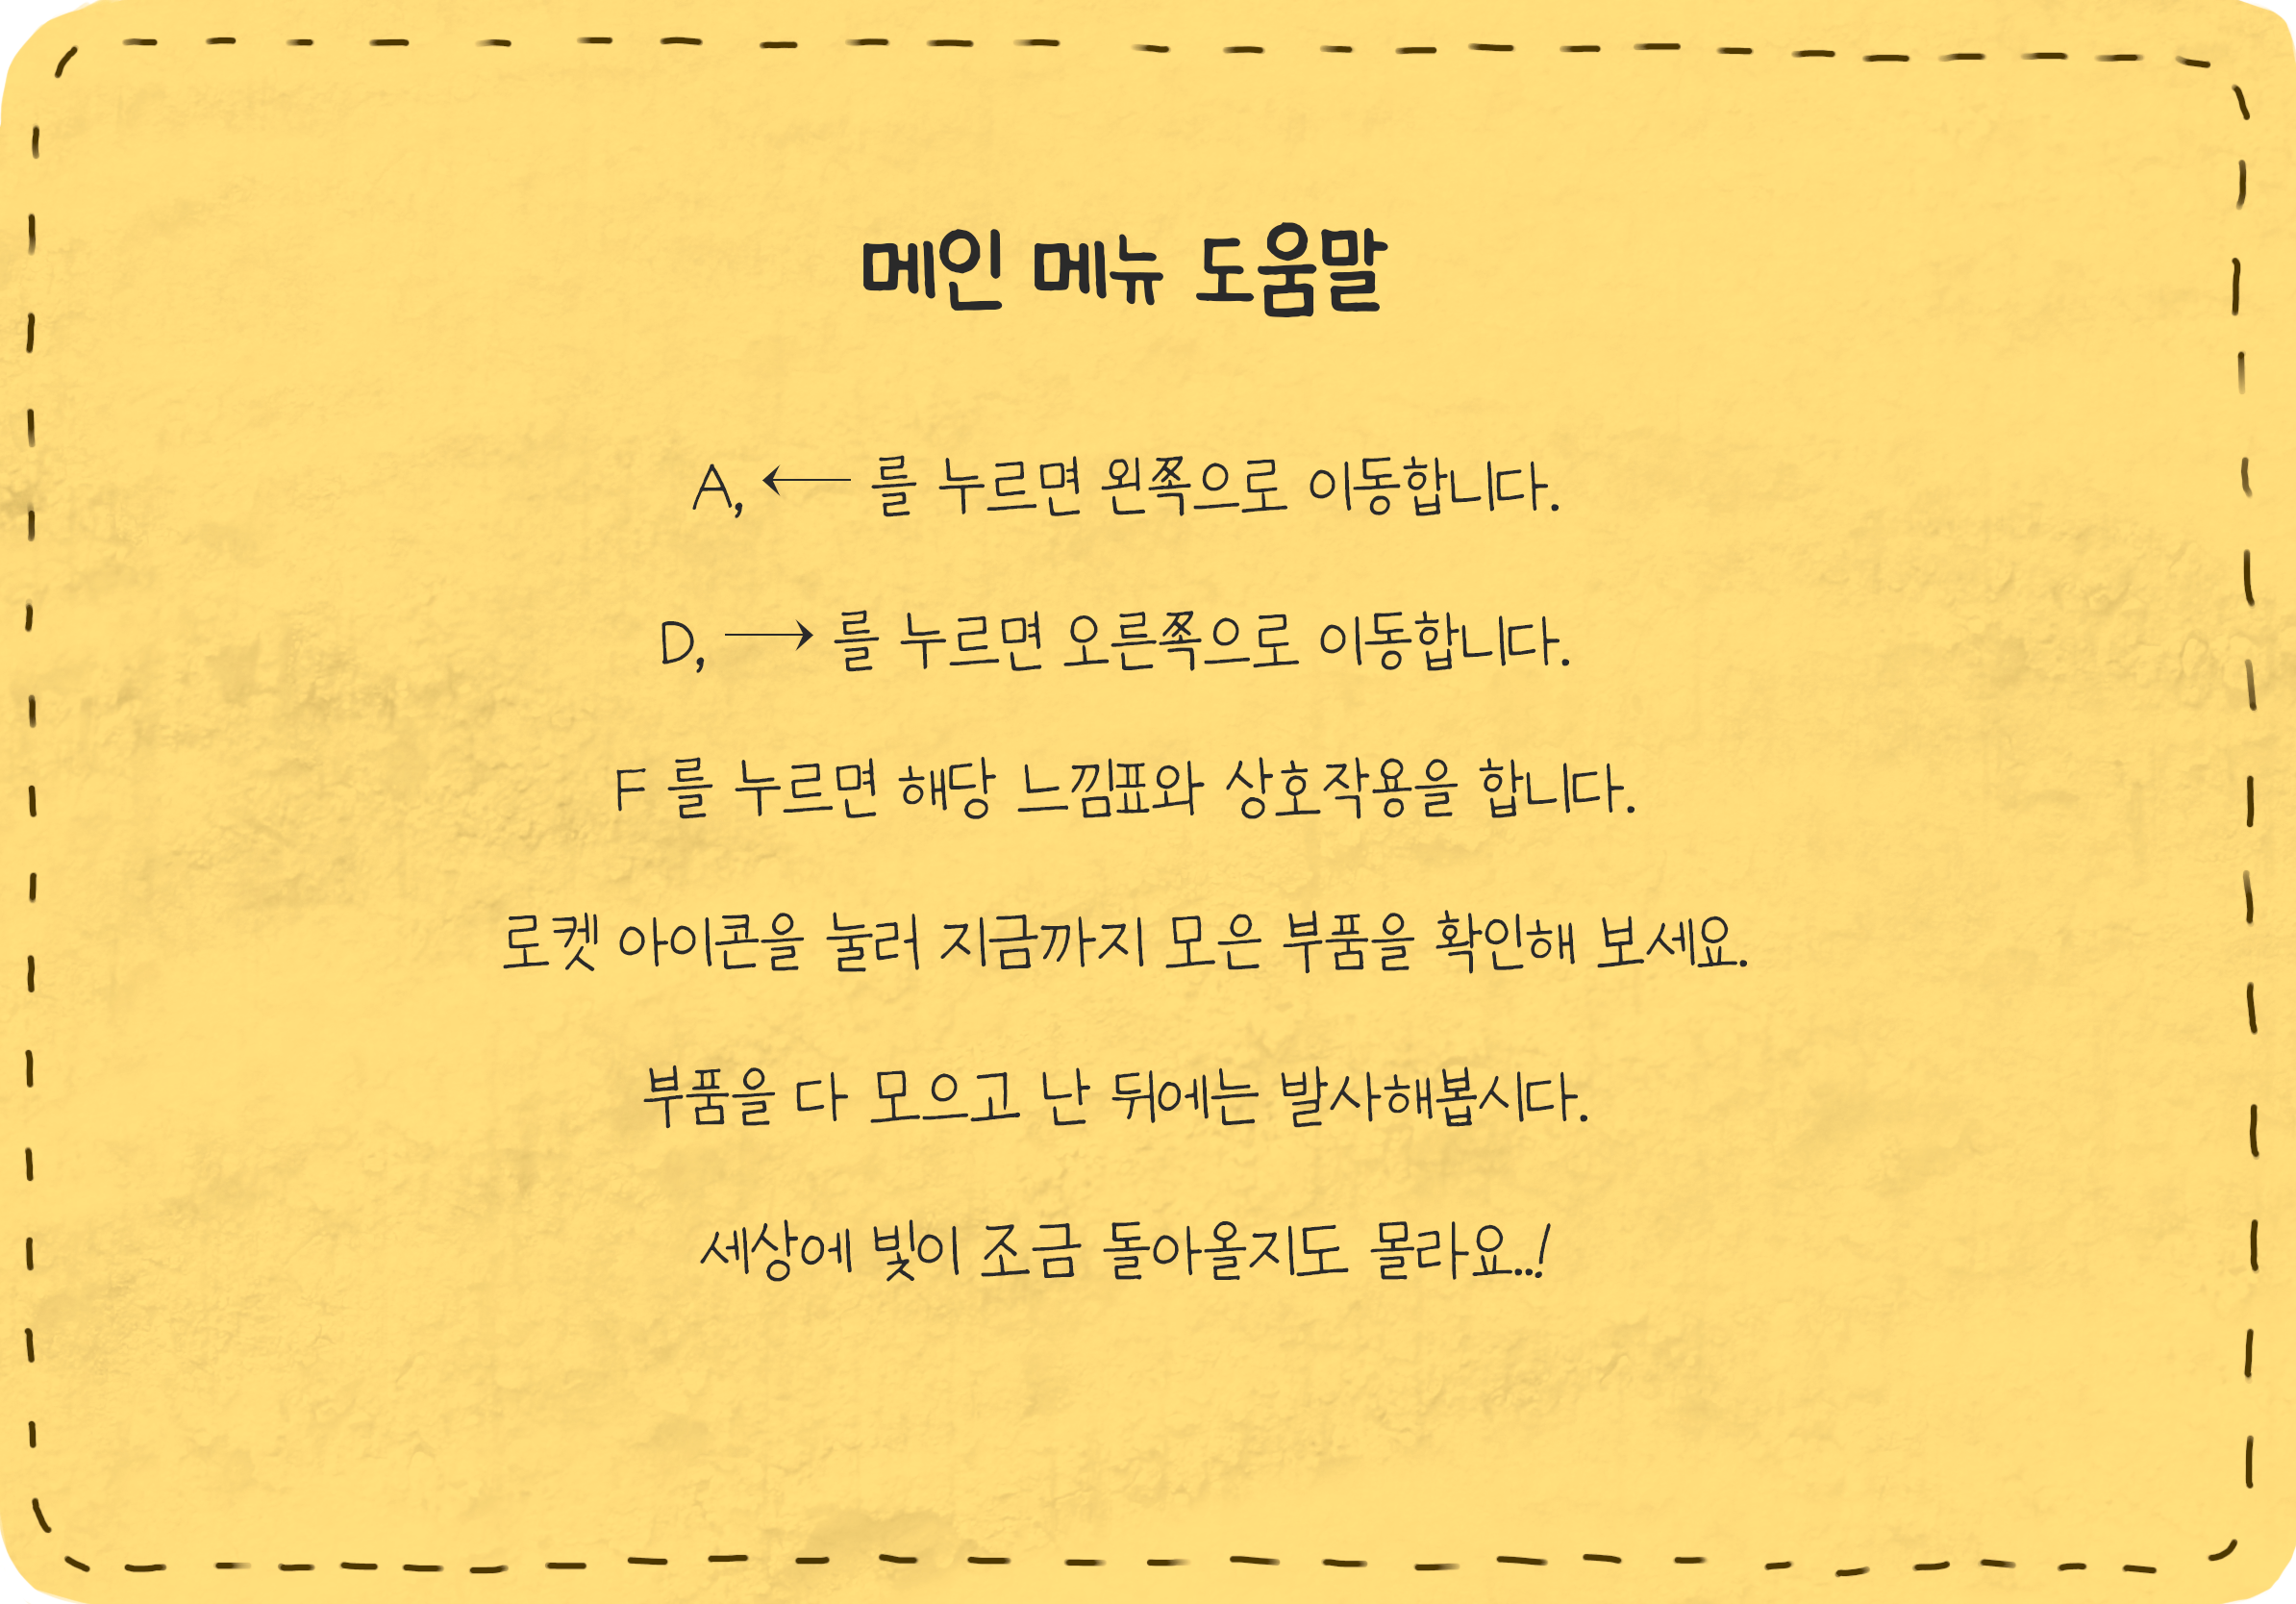 메인 메뉴 도움말
A, ← 를 누르면 왼쪽으로 이동합니다.
D, → 를 누르면 오른쪽으로 이동합니다.
F 를 누르면 해당 느낌표와 상호작용을 합니다.
로켓 아이콘을 눌러 지금까지 모은 부품을 확인해 보세요.
부품을 다 모으고 난 뒤에는 발사해봅시다.
세상에 빛이 조금 돌아올지도 몰라요..!